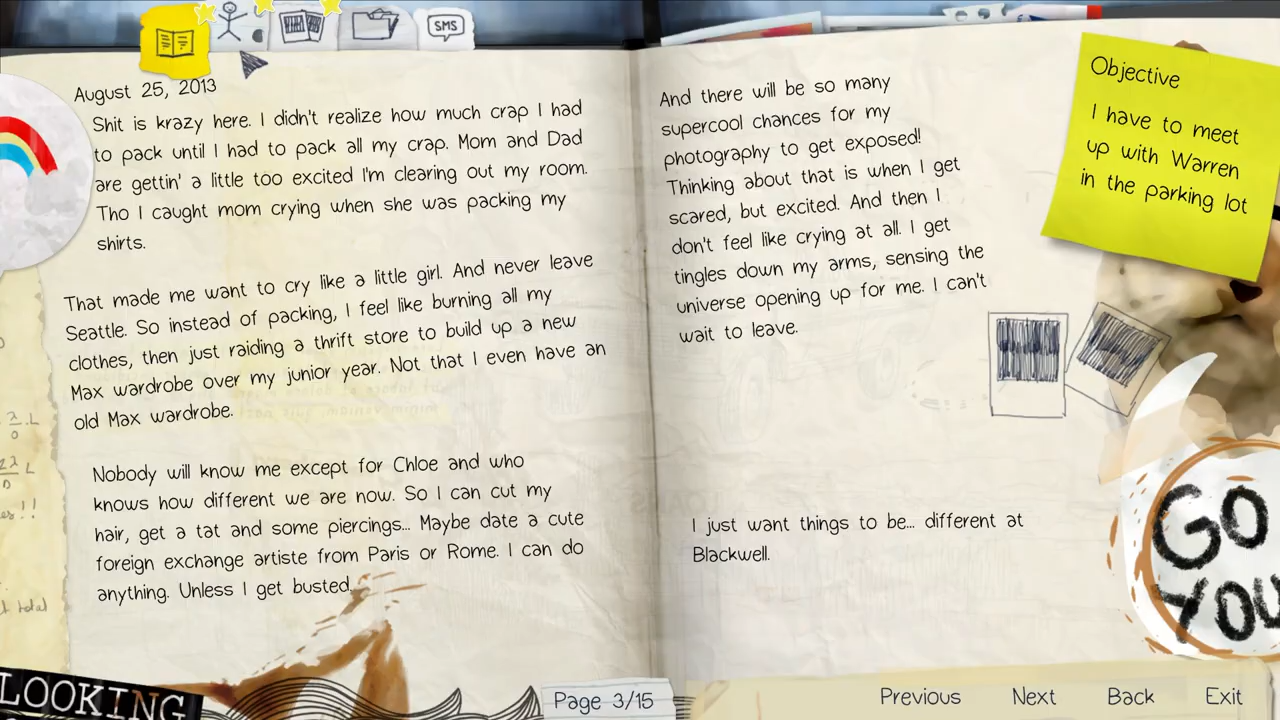 SMS
August 25, 2013
Shit is krazy here. I didn't realize how much crap I had
to pack until I had to pack all my crap. Mom and Dad
are gettin' a little too excited I'm clearing out my room.
Tho I caught mom crying when she was packing my
shirts.
That made me want to cry like a little girl. And never leave
Seattle. So instead of packing, I feel like burning all my
clothes, then just raiding a thrift store to build up a new
Max wardrobe over my junior year. Not that I even have an
old Max wardrobe.
Nobody will know me except for Chloe and who
knows how different we are now. So I can cut my
hair, get a tat and some piercings... Maybe date a cute
foreign exchange artiste from Paris or Rome. I can do
anything. Unless I get busted.
And there will be so many
supercool chances for my
photography to get exposed!
Thinking about that is when I get
scared, but excited. And then I
don't feel like crying at all. I get
tingles down my arms, sensing the
universe opening up for me. I can't
wait to leave.
I just want things to be... different at
Blackwell.
Objective
I have to meet
up with Warren
in the parking lot
GO
YOU
LOOKING
Page 3/15
Previous Next Back Exit